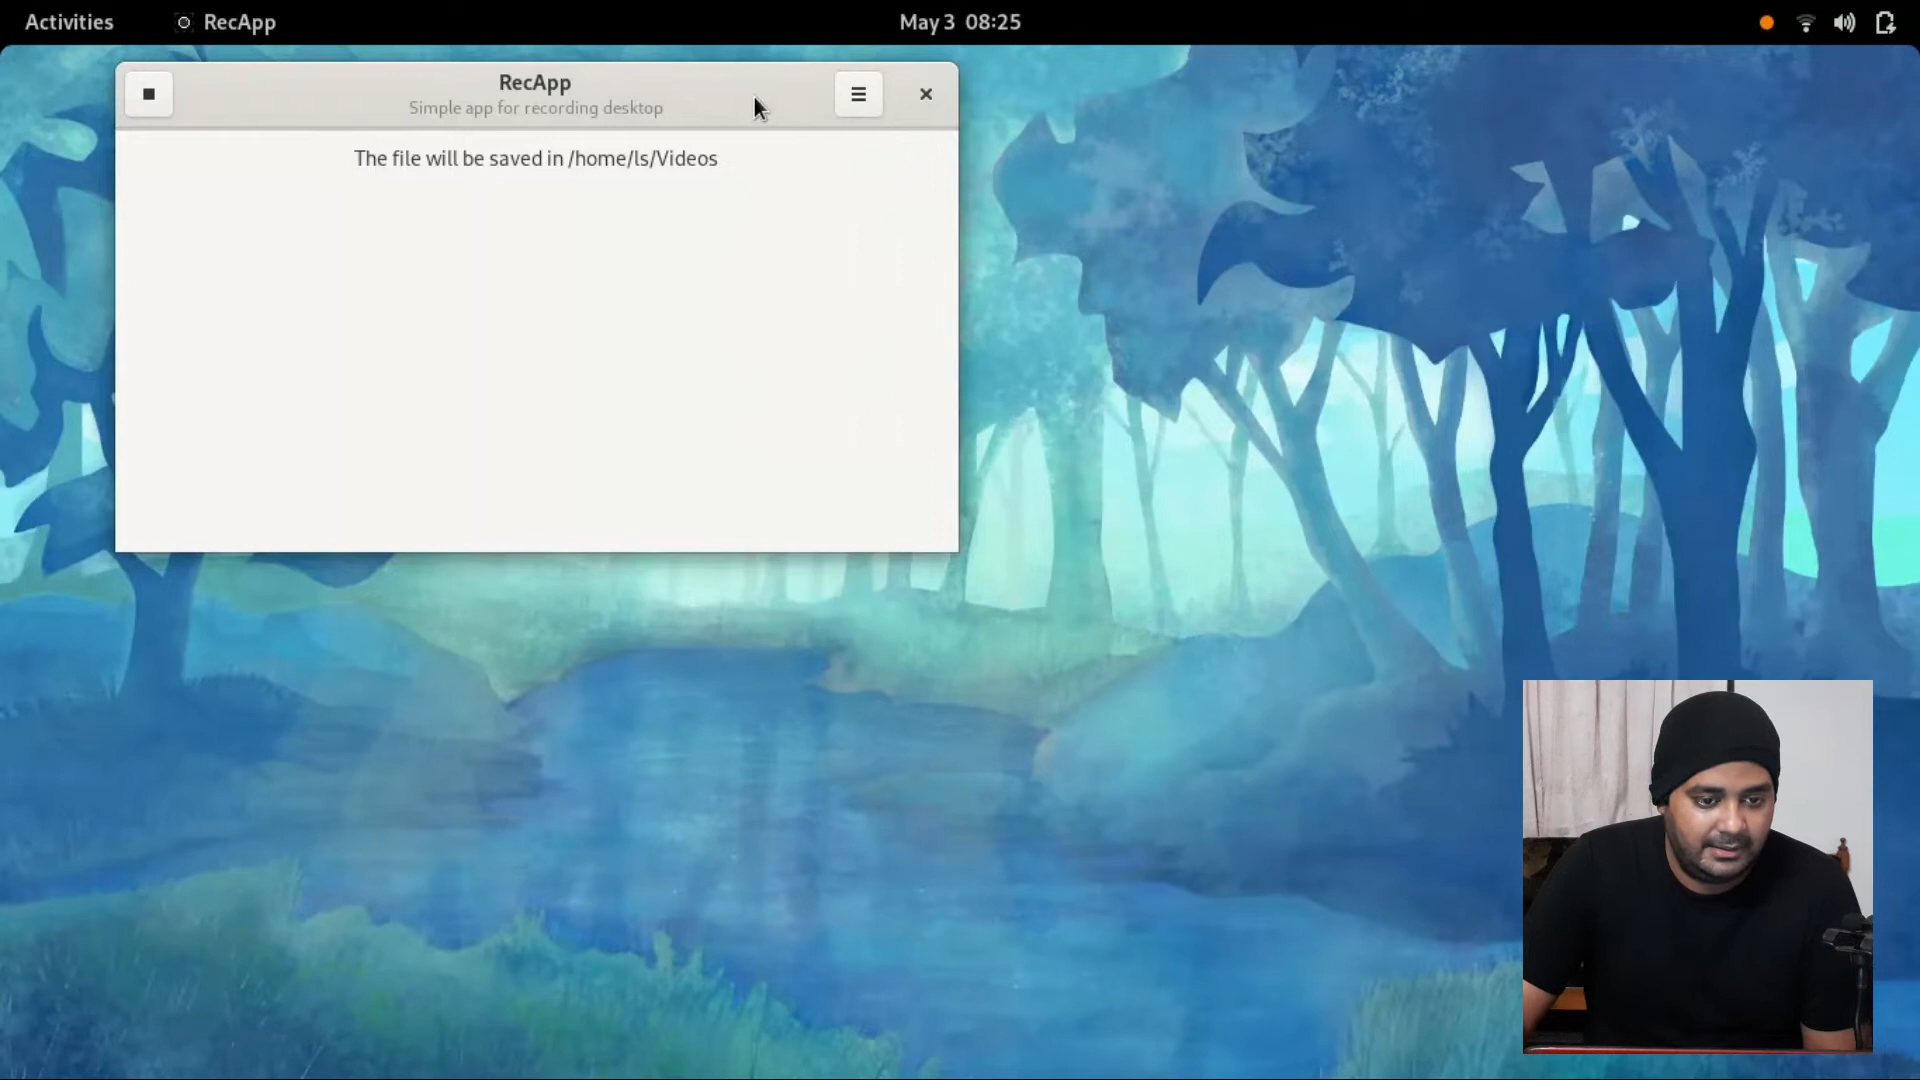 Activities
RecApp
May 3 08:25
RecApp
Simple app for recording desktop
The file will be saved in /home/ls/Videos